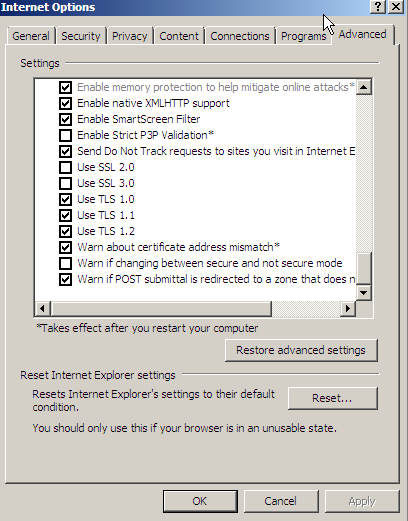 Internet Options
General Security Privacy Content Connections Programs Advanced
Settings
Enable memory protection to help mitigate online attacks*
Enable native XMLHTTP support
Enable SmartScreen Filter
Enable Strict P3P Validation*
Send Do Not Track requests to sites you visit in Internet E
Use SSL 2.0
Use SSL 3.0
Use TLS 1.0
Use TLS 1.1
Use TLS 1.2
Warn about certificate address mismatch*
Warn if changing between secure and not secure mode
Warn if POST submittal is redirected to a zone that does n
*Takes effect after you restart your computer
Restore advanced settings
Reset Internet Explorer settings
Resets Internet Explorer's settings to their default
condition.
Reset...
You should only use this if your browser is in an unusable state.
OK Cancel Apply